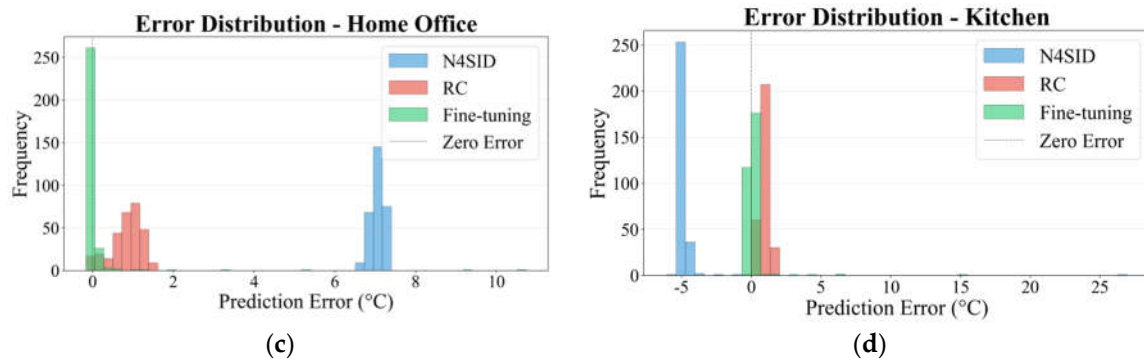 Error Distribution - Home Office
Frequency
250
200
150
100
50
0
0
2
4
6
8
10
Prediction Error (°C)
N4SID
RC
Fine-tuning
Zero Error
(c)
Error Distribution - Kitchen
Frequency
250
200
150
100
50
0
-5
0
5
10
15
20
25
Prediction Error (°C)
N4SID
RC
Fine-tuning
Zero Error
(d)